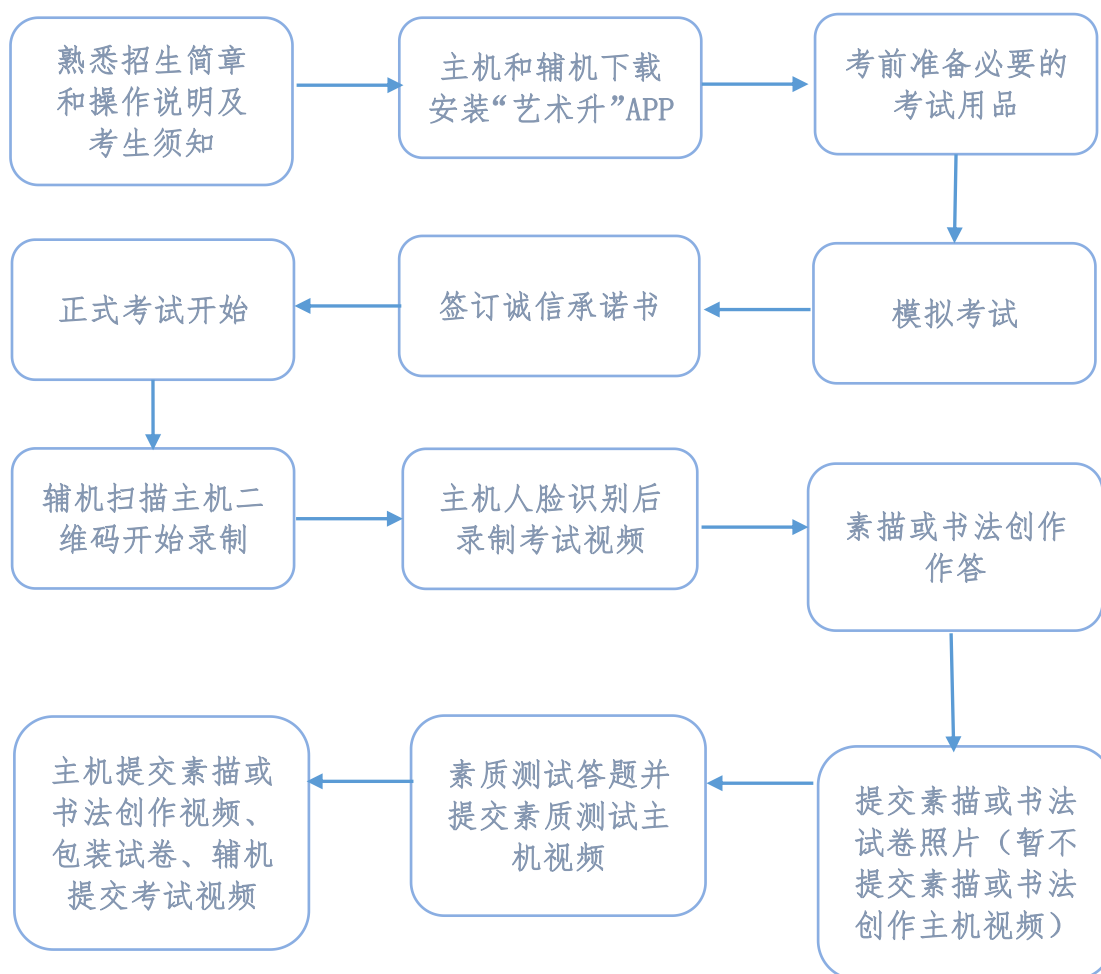 熟悉招生简章
和操作说明及
考生须知
主机和辅机下载
安装“艺术升”APP
考前准备必要的
考试用品
模拟考试
签订诚信承诺书
正式考试开始
辅机扫描主机二
维码开始录制
主机人脸识别后
录制考试视频
素描或书法创作
作答
提交素描或书法
试卷照片（暂不
提交素描或书法
创作主机视频）
素质测试答题并
提交素质测试主
机视频
主机提交素描或
书法创作视频、
包装试卷、辅机
提交考试视频